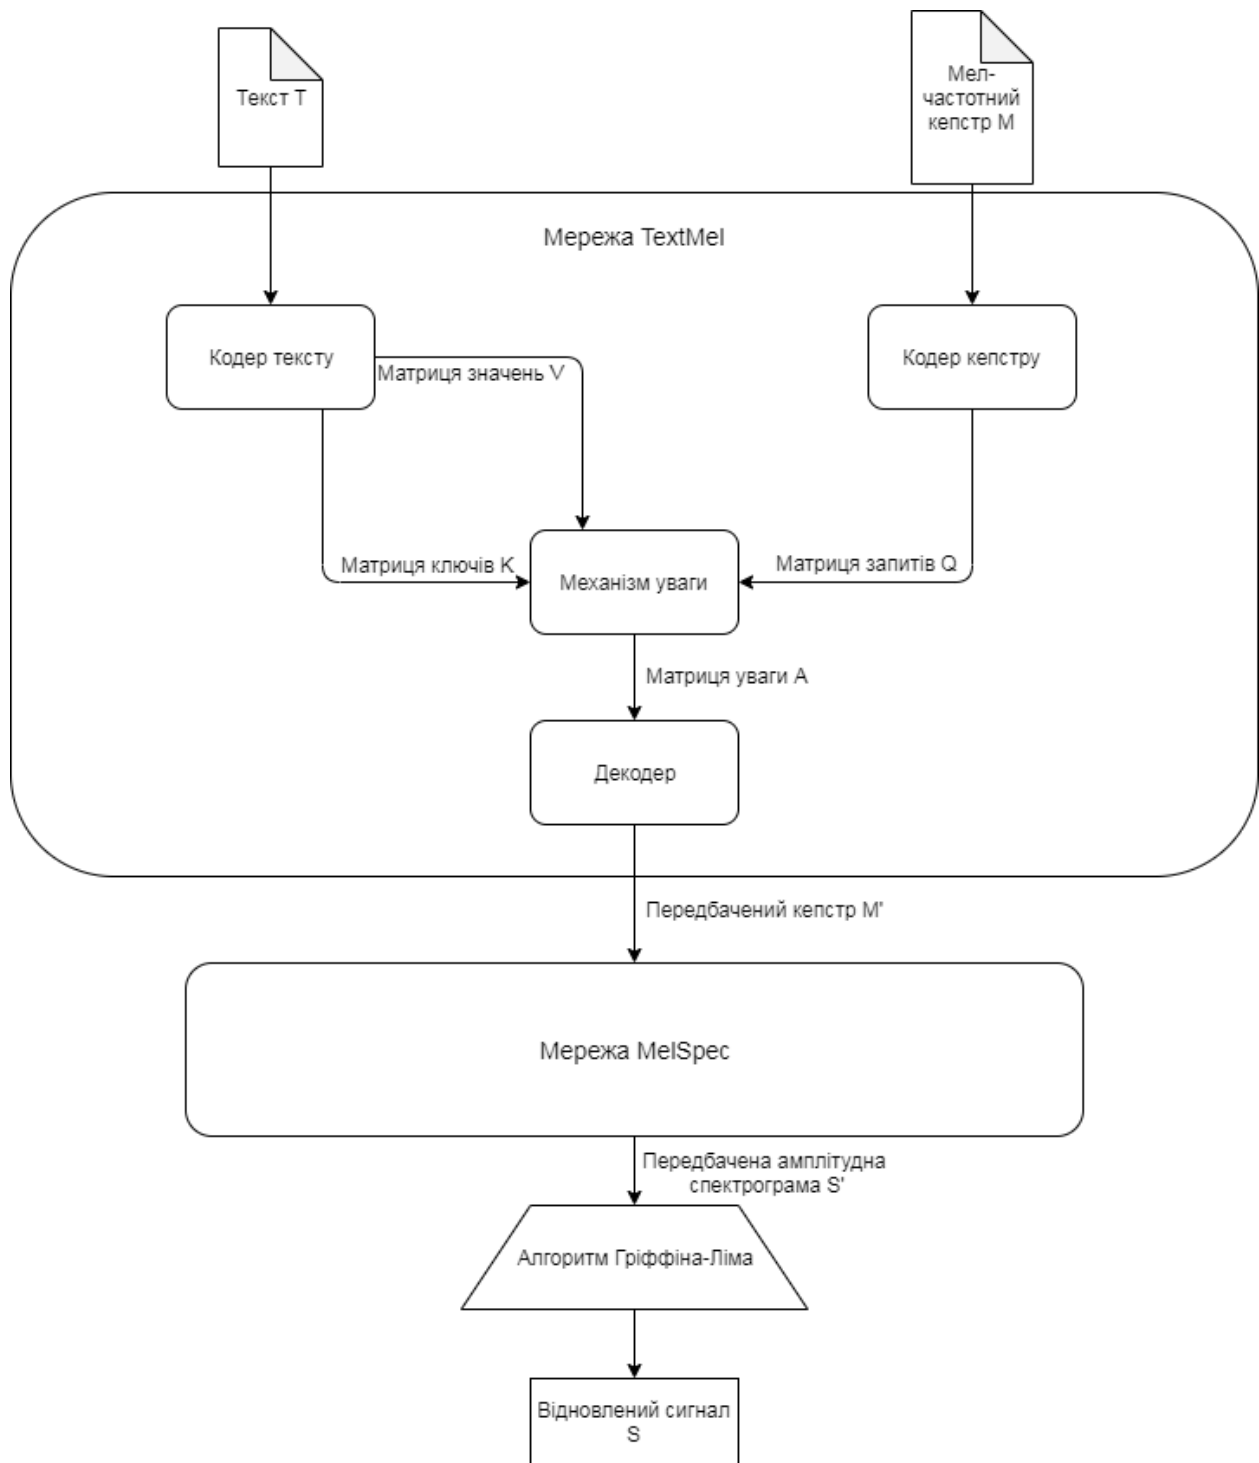 Текст Т
Мел-
частотний
кепстр М
Мережа TextMel
Кодер тексту
Кодер кепстру
Матриця значень V
Матриця ключів K
Механізм уваги
Матриця запитів Q
Матриця уваги А
Декодер
Передбачений кепстр М'
Мережа MelSpec
Передбачена амплітудна
спектрограма S'
Алгоритм Гріффіна-Ліма
Відновлений сигнал
S